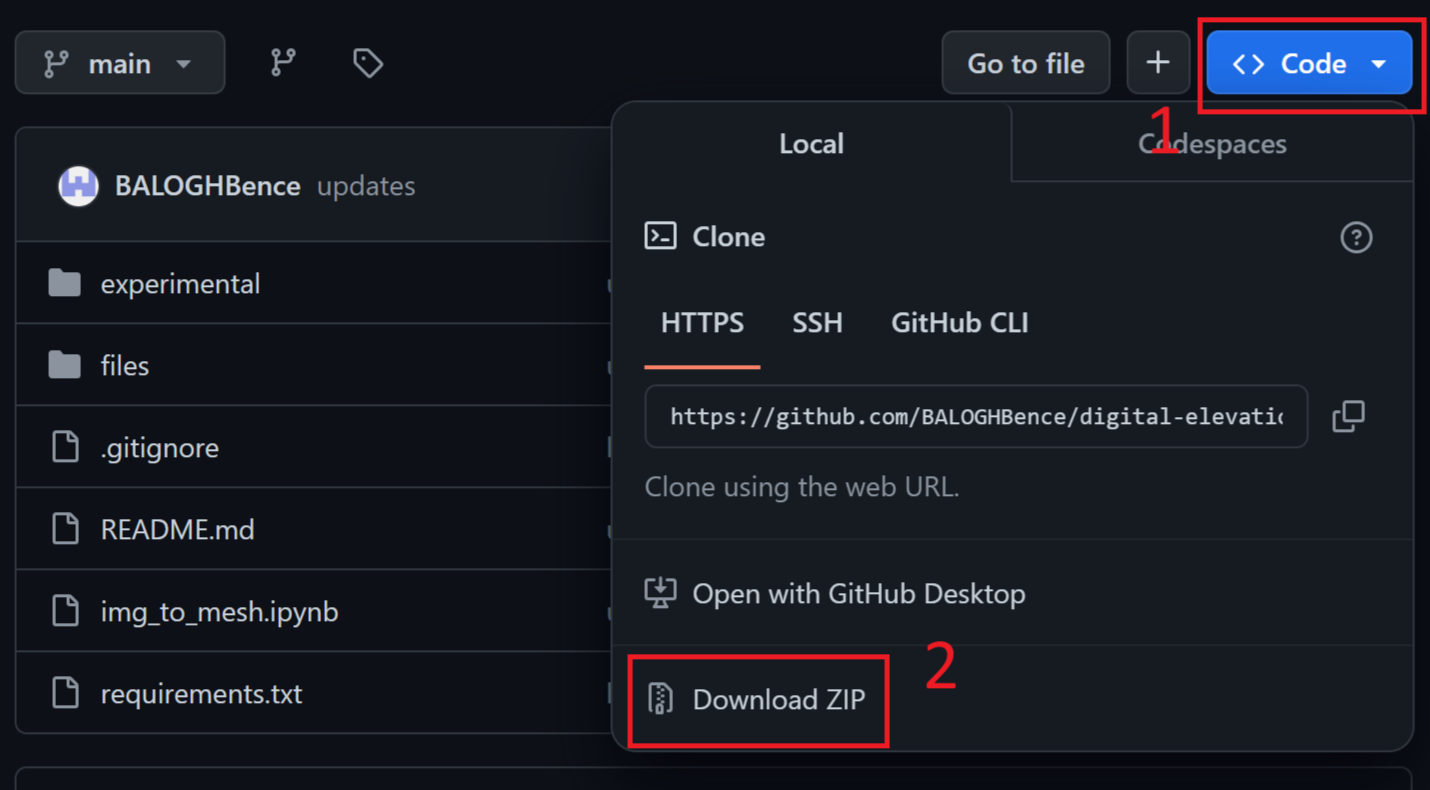 main
Go to file
Code
1
Local
Codespaces
BALOGHBence updates
Clone
experimental
HTTPS SSH GitHub CLI
files
https://github.com/BALOGHBence/digital-elevatic
.gitignore
Clone using the web URL.
README.md
Open with GitHub Desktop
img_to_mesh.ipynb
2
requirements.txt
Download ZIP